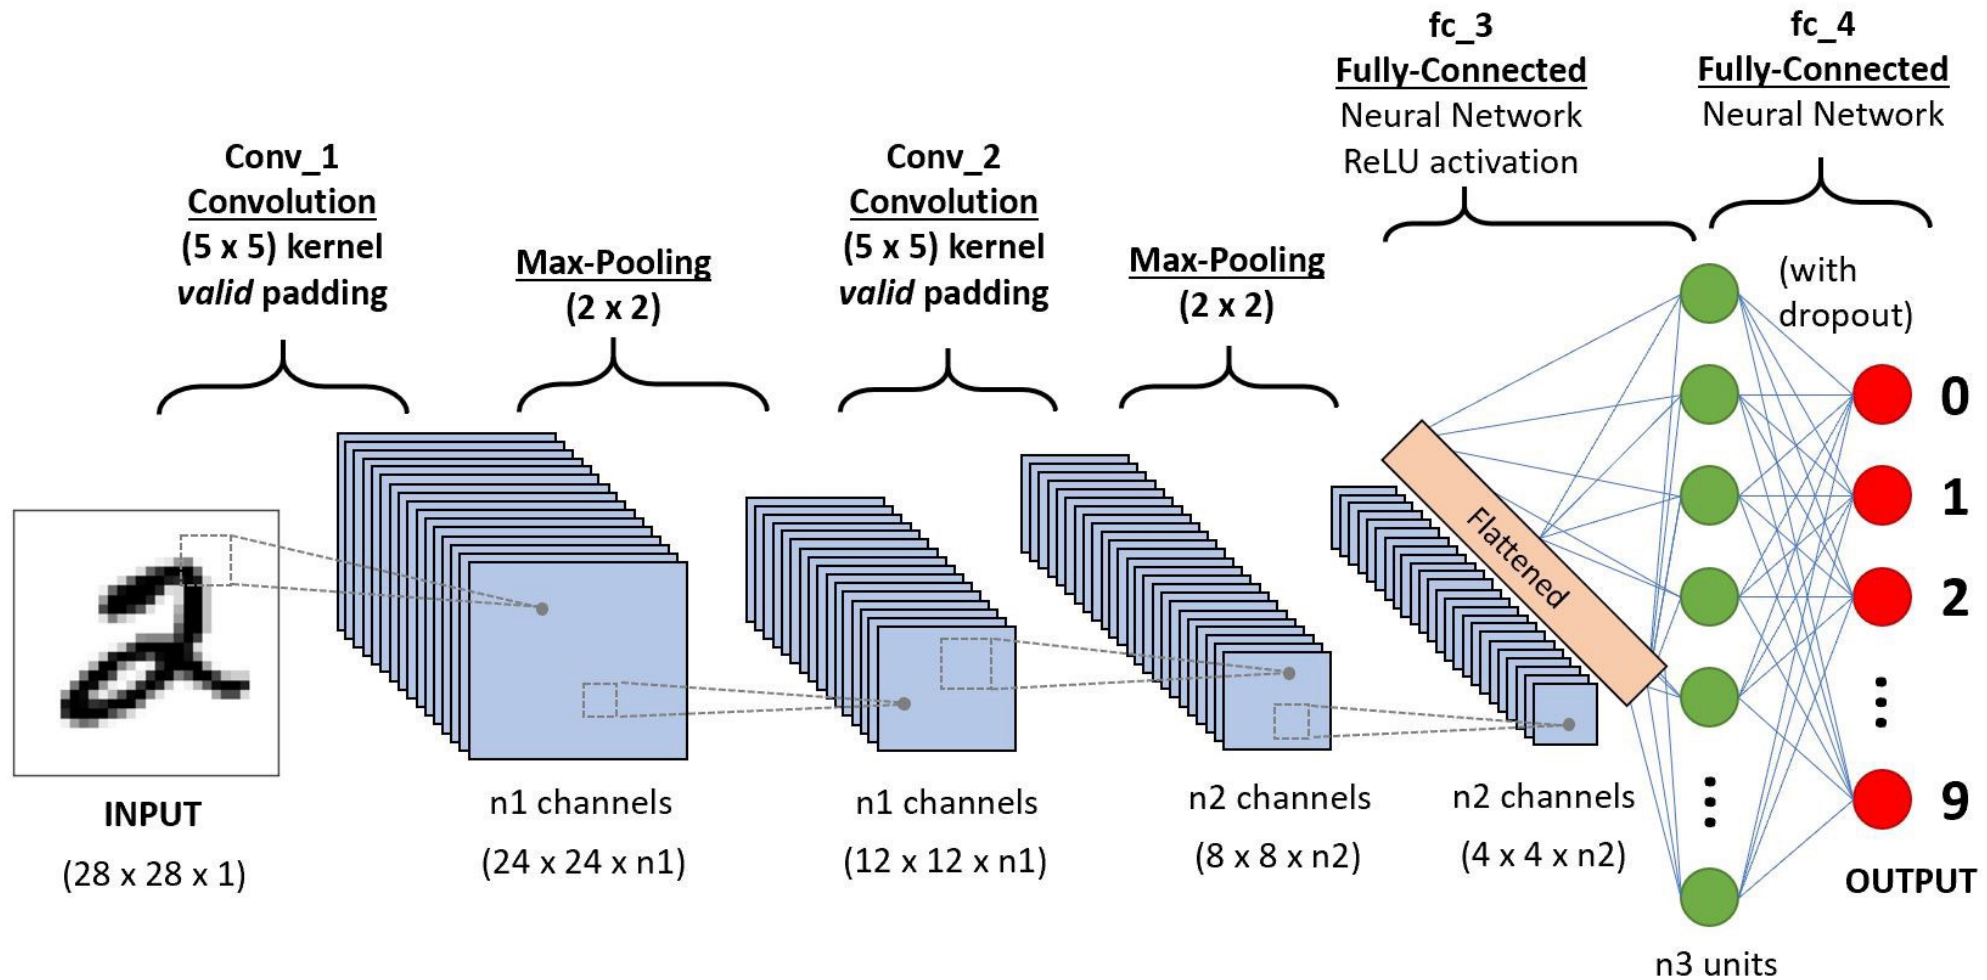 fc_3
Fully-Connected
Neural Network
ReLU activation
fc_4
Fully-Connected
Neural Network
Conv_1
Convolution
(5 x 5) kernel
valid padding
Max-Pooling
(2 x 2)
Conv_2
Convolution
(5 x 5) kernel
valid padding
Max-Pooling
(2 x 2)
(with
dropout)
Flattened
0
1
2
9
INPUT
(28 x 28 x 1)
n1 channels
(24 x 24 x n1)
n1 channels
(12 x 12 x n1)
n2 channels
(8 x 8 x n2)
n2 channels
(4 x 4 x n2)
OUTPUT
n3 units